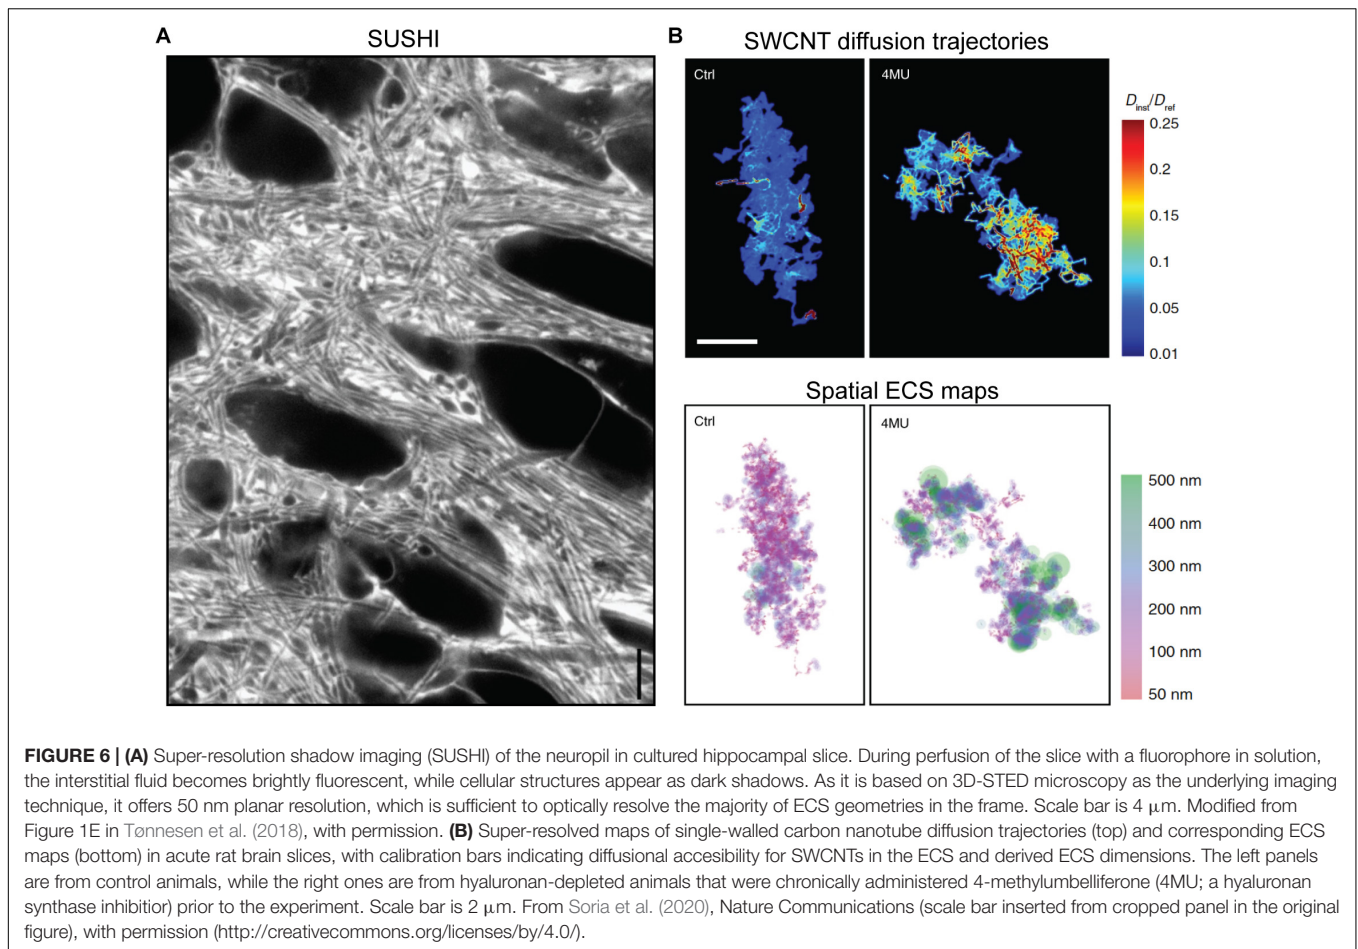 A
SUSHI
B
SWCNT diffusion trajectories
Ctrl
4MU
Dinst/Dref
0.25
0.2
0.15
0.1
0.05
0.01
Spatial ECS maps
Ctrl
4MU
500 nm
400 nm
300 nm
200 nm
100 nm
50 nm
FIGURE 6 | (A) Super-resolution shadow imaging (SUSHI) of the neuropil in cultured hippocampal slice. During perfusion of the slice with a fluorophore in solution,
the interstitial fluid becomes brightly fluorescent, while cellular structures appear as dark shadows. As it is based on 3D-STED microscopy as the underlying imaging
technique, it offers 50 nm planar resolution, which is sufficient to optically resolve the majority of ECS geometries in the frame. Scale bar is 4 μm. Modified from
Figure 1E in Tønnesen et al. (2018), with permission. (B) Super-resolved maps of single-walled carbon nanotube diffusion trajectories (top) and corresponding ECS
maps (bottom) in acute rat brain slices, with calibration bars indicating diffusional accesibility for SWCNTs in the ECS and derived ECS dimensions. The left panels
are from control animals, while the right ones are from hyaluronan-depleted animals that were chronically administered 4-methylumbelliferone (4MU; a hyaluronan
synthase inhibitior) prior to the experiment. Scale bar is 2 μm. From Soria et al. (2020), Nature Communications (scale bar inserted from cropped panel in the original
figure), with permission (http://creativecommons.org/licenses/by/4.0/).